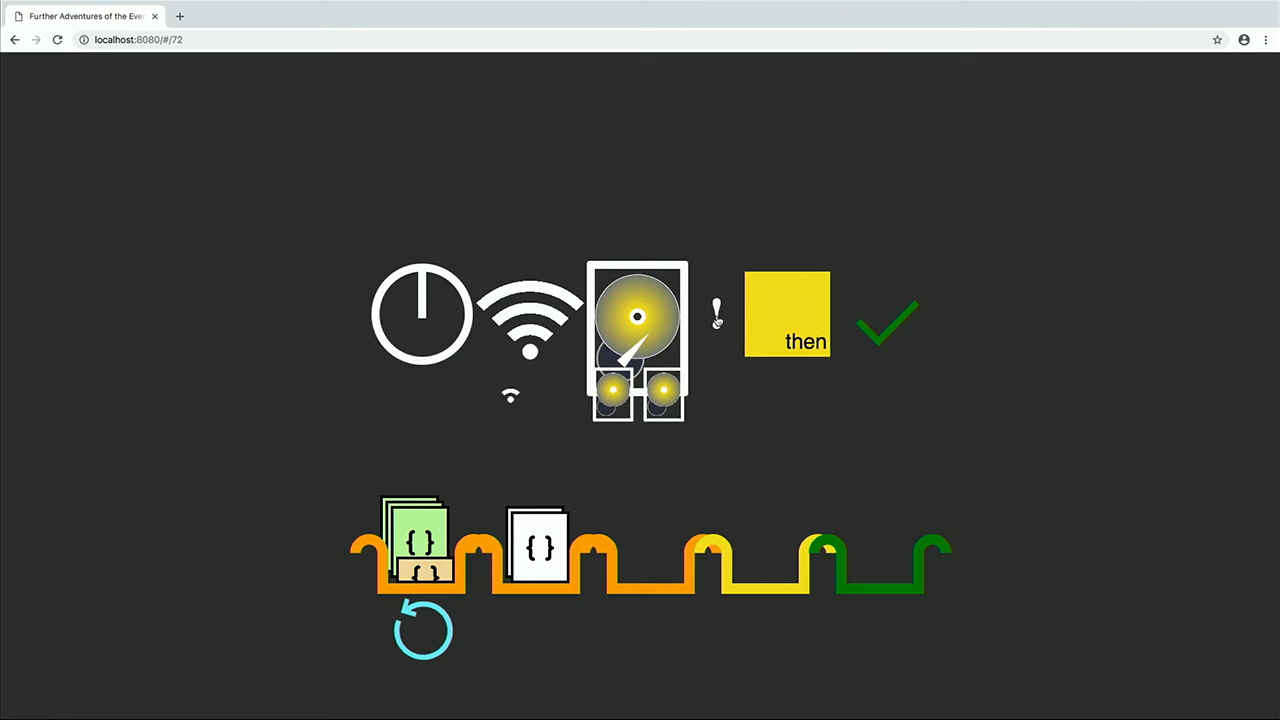 Further Adventures of the Eve
localhost:8080/#/72
!
then
{ }
{ }
{ }